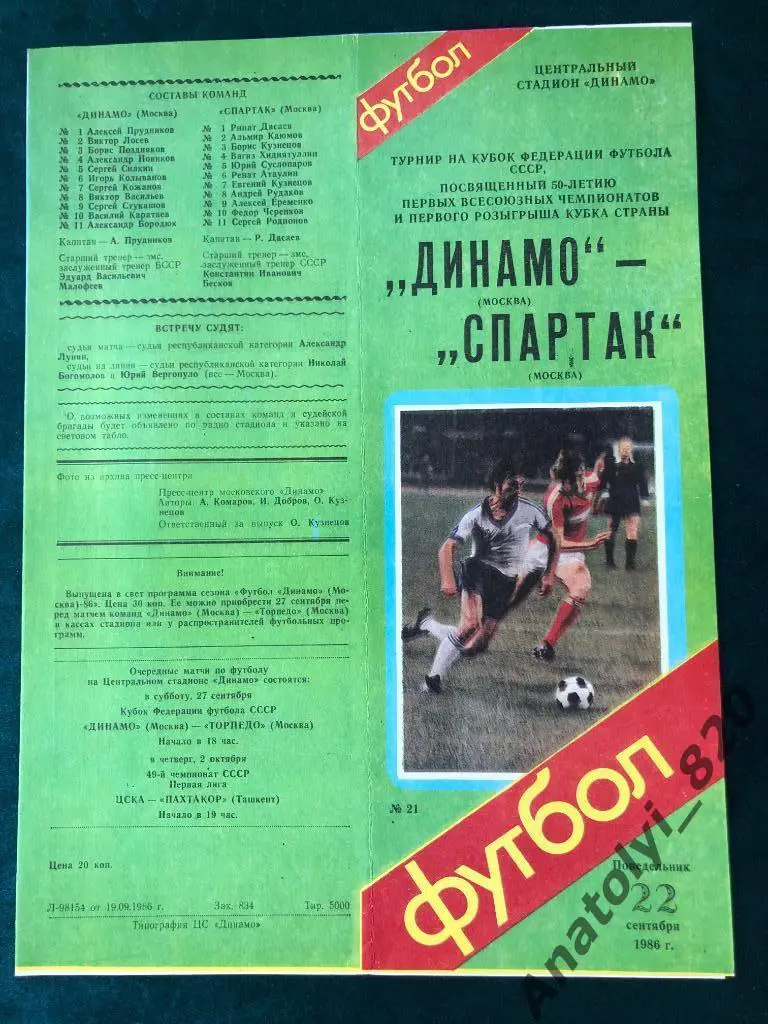 СОСТАВЫ КОМАНД
«ДИНАМО» (Москва)
№ 1 Алексей Прудников
№ 2 Виктор Лосев
№ 3 Борис Поздняков
№ 4 Александр Новиков
№ 5 Сергей Силкин
№ 6 Игорь Колыванов
№ 7 Сергей Кожанов
№ 8 Виктор Васильев
№ 9 Сергей Стукашов
№ 10 Василий Каратаев
№ 11 Александр Бородюк
Капитан — А. Прудников
Старший тренер — змс,
заслуженный тренер БССР
Эдуард Васильевич
Малофеев
«СПАРТАК» (Москва)
№ 1 Ринат Дасаев
№ 2 Альмир Каюмов
№ 3 Борис Кузнецов
№ 4 Вагиз Хидиятуллин
№ 5 Юрий Суслопаров
№ 6 Ренат Атаулин
№ 7 Евгений Кузнецов
№ 8 Андрей Рудаков
№ 9 Алексей Еременко
№ 10 Федор Черенков
№ 11 Сергей Родионов
Капитан — Р. Дасаев
Старший тренер — змс,
заслуженный тренер СССР
Константин Иванович
Бесков
ВСТРЕЧУ СУДЯТ:
судья матча — судья республиканской категории Александр
Лунин,
судьи на линии — судьи республиканской категории Николай
Богомолов и Юрий Вергопуло (все — Москва).
О возможных изменениях в составах команд и судейской
бригады будет объявлено по радио стадиона и указано на
световом табло.
Фото из архива пресс-центра
Пресс-центр московского «Динамо»
Авторы А. Комаров, И. Добров, О. Куз-
нецов
Ответственный за выпуск О. Кузнецов
Внимание!
Выпущена в свет программа сезона «Футбол «Динамо» (Мос
ква)-86». Цена 30 коп. Ее можно приобрести 27 сентября пе
ред матчем команд «Динамо» (Москва) — «Торпедо» (Москва)
в кассах стадиона или у распространителей футбольных про
грамм.
Очередные матчи по футболу
на Центральном стадионе «Динамо» состоятся:
в субботу, 27 сентября
Кубок Федерации футбола СССР
«ДИНАМО» (Москва) — «ТОРПЕДО» (Москва)
Начало в 18 час.
в четверг, 2 октября
49-й чемпионат СССР
Первая лига
ЦСКА — «ПАХТАКОР» (Ташкент)
Начало в 19 час.
Цена 20 коп.
Л-98154 от 19.09.1986 г. Зак. 834 Тир. 5000
Типография ЦС «Динамо»
футбол
ЦЕНТРАЛЬНЫЙ
СТАДИОН «ДИНАМО»
ТУРНИР НА КУБОК ФЕДЕРАЦИИ ФУТБОЛА
СССР,
ПОСВЯЩЕННЫЙ 50-ЛЕТИЮ
ПЕРВЫХ ВСЕСОЮЗНЫХ ЧЕМПИОНАТОВ
И ПЕРВОГО РОЗЫГРЫША КУБКА СТРАНЫ
„ДИНАМО“ —
(МОСКВА)
„СПАРТАК“
(МОСКВА)
№ 21
футбол
Понедельник
22
сентября
1986 г.
Anatolyi_820